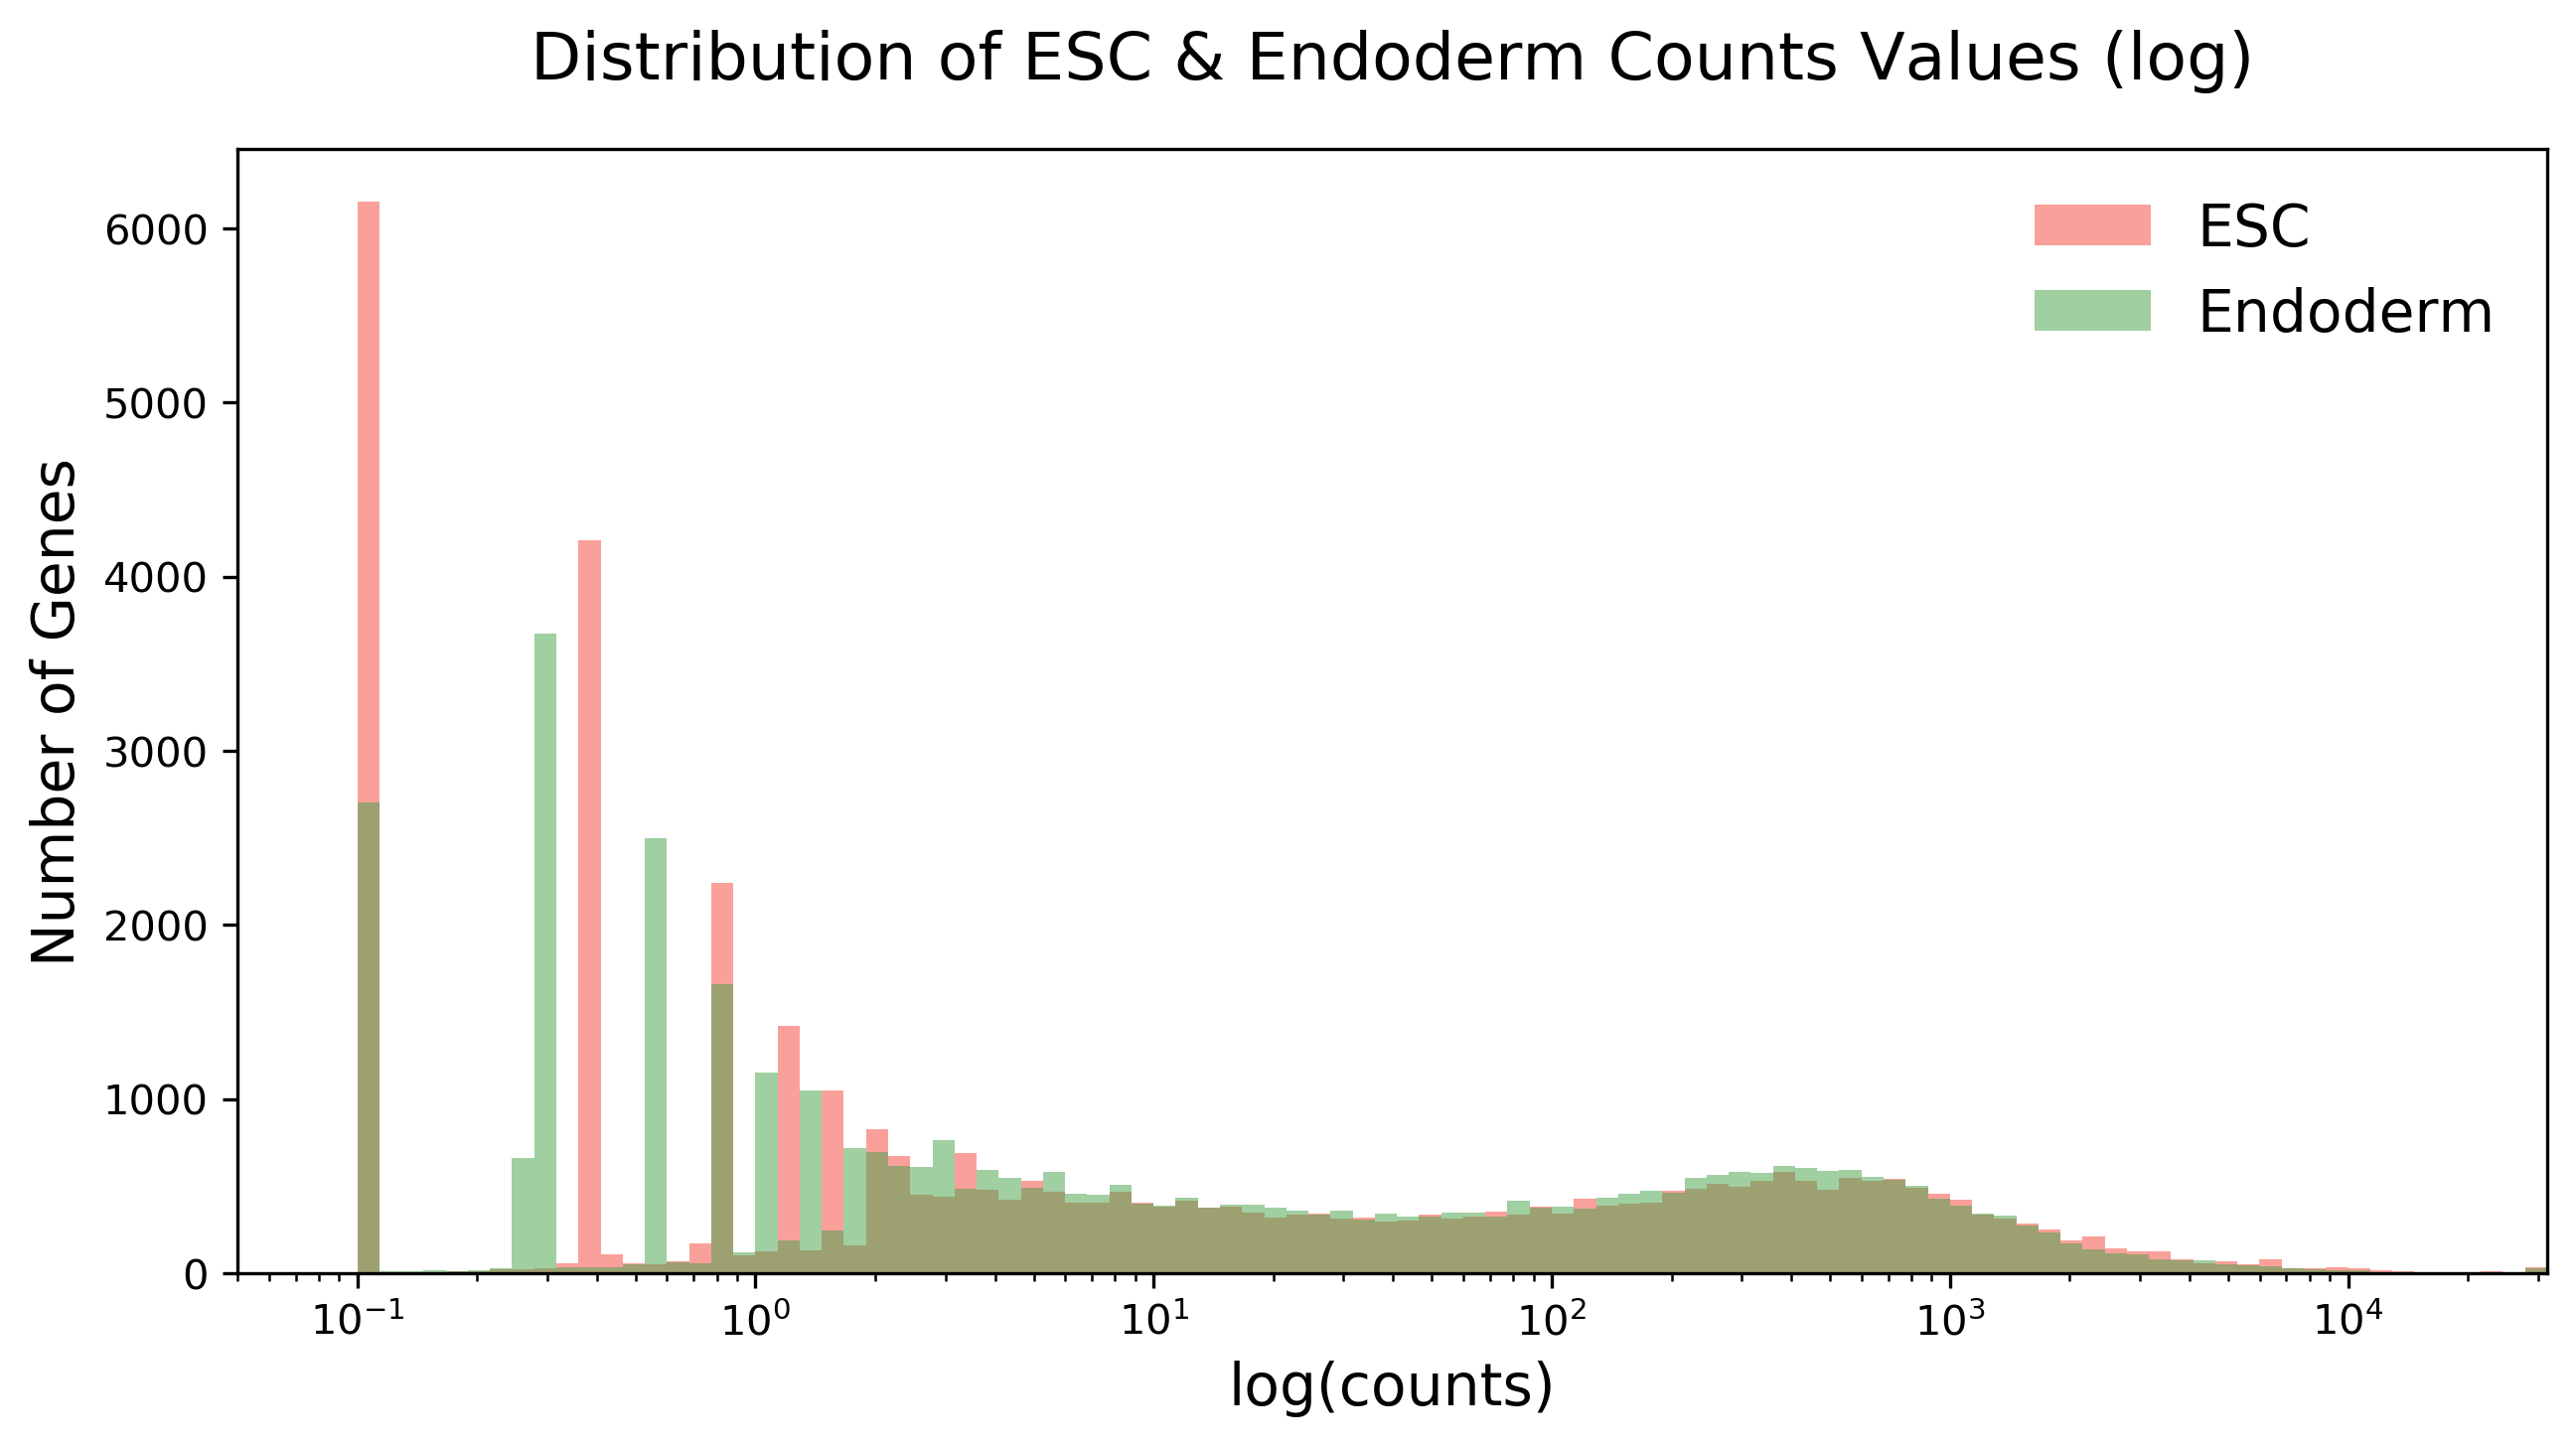 Distribution of ESC & Endoderm Counts Values (log)
ESC
Endoderm
Number of Genes
6000
5000
4000
3000
2000
1000
0
10⁻¹ 10⁰ 10¹ 10² 10³ 10⁴
log(counts)